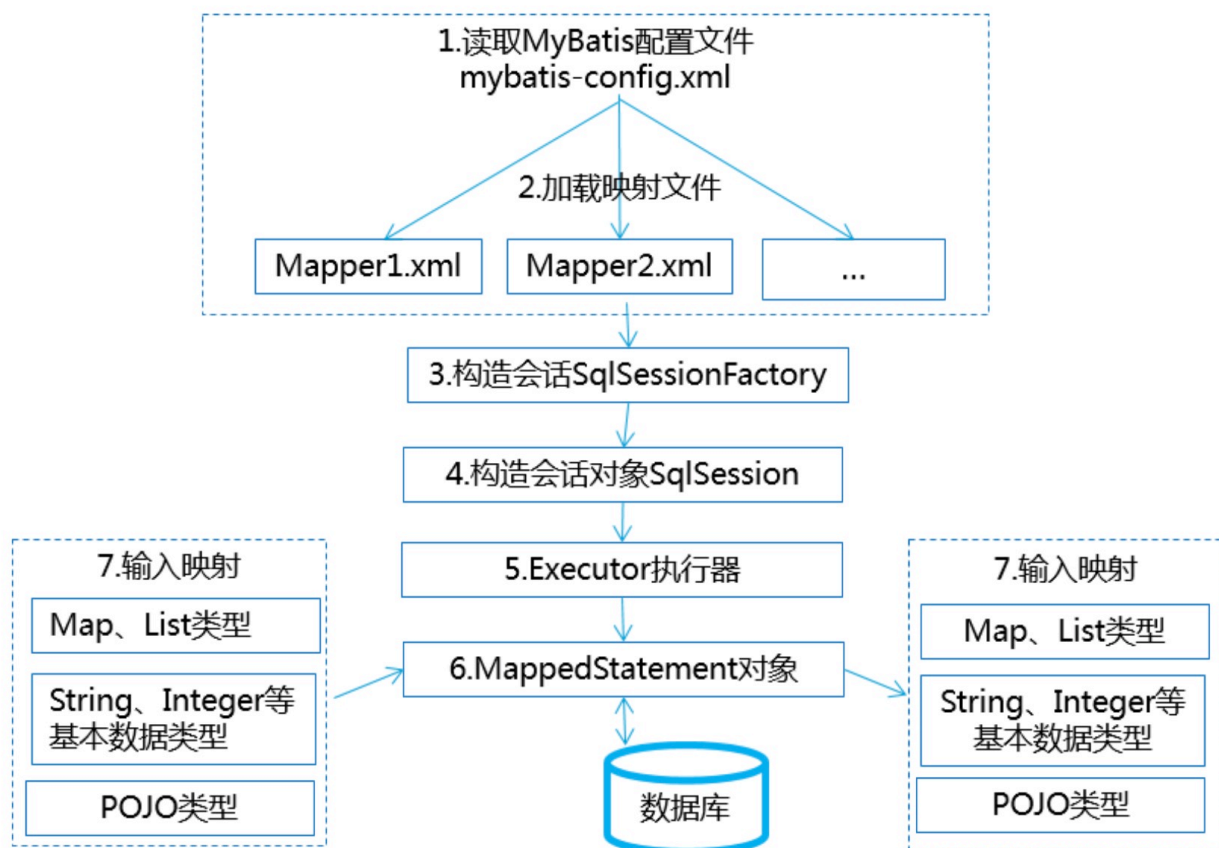 1.读取MyBatis配置文件
mybatis-config.xml
2.加载映射文件
Mapper1.xml
Mapper2.xml
...
3.构造会话SqlSessionFactory
4.构造会话对象SqlSession
5.Executor执行器
6.MappedStatement对象
数据库
7.输入映射
Map、List类型
String、Integer等
基本数据类型
POJO类型
7.输入映射
Map、List类型
String、Integer等
基本数据类型
POJO类型